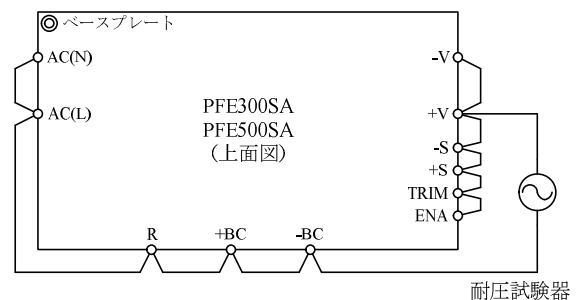 ベースプレート
AC(N)
-V
AC(L)
PFE300SA
PFE500SA
(上面図)
+V
-S
+S
TRIM
ENA
R
+BC
-BC
耐圧試験器